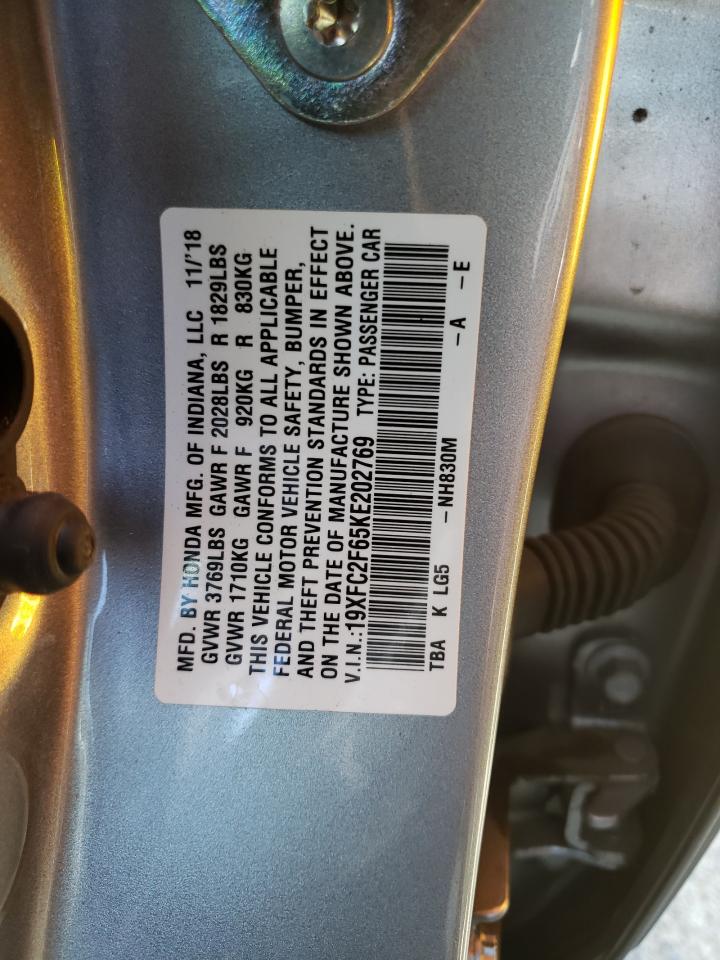 MFD. BY HONDA MFG. OF INDIANA, LLC 11/'18
GVWR 3769LBS GAWR F 2028LBS R 1829LBS
GVWR 1710KG GAWR F 920KG R 830KG
THIS VEHICLE CONFORMS TO ALL APPLICABLE
FEDERAL MOTOR VEHICLE SAFETY, BUMPER,
AND THEFT PREVENTION STANDARDS IN EFFECT
ON THE DATE OF MANUFACTURE SHOWN ABOVE.
V.I.N.:19XFC2F65KE202769 TYPE: PASSENGER CAR
TBA K LG5 -NH830M -A -E